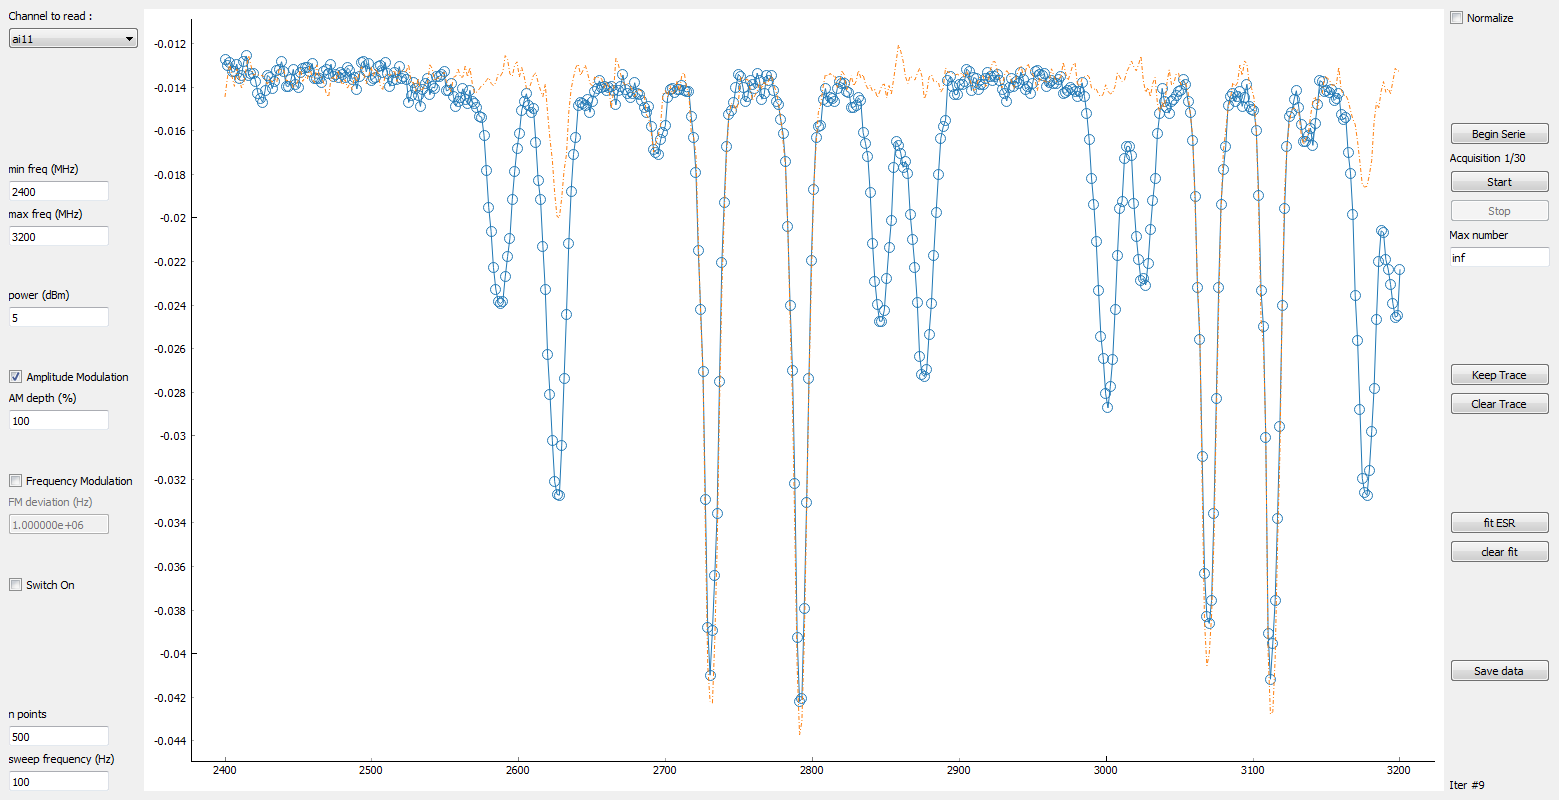 Channel to read :
ai11
min freq (MHz)
2400
max freq (MHz)
3200
power (dBm)
5
Amplitude Modulation
AM depth (%)
100
Frequency Modulation
FM deviation (Hz)
1.000000e+06
Switch On
n points
500
sweep frequency (Hz)
100
-0.012
-0.014
-0.016
-0.018
-0.02
-0.022
-0.024
-0.026
-0.028
-0.03
-0.032
-0.034
-0.036
-0.038
-0.04
-0.042
-0.044
2400 2500 2600 2700 2800 2900 3000 3100 3200
Normalize
Begin Serie
Acquisition 1/30
Start
Stop
Max number
inf
Keep Trace
Clear Trace
fit ESR
clear fit
Save data
Iter #9